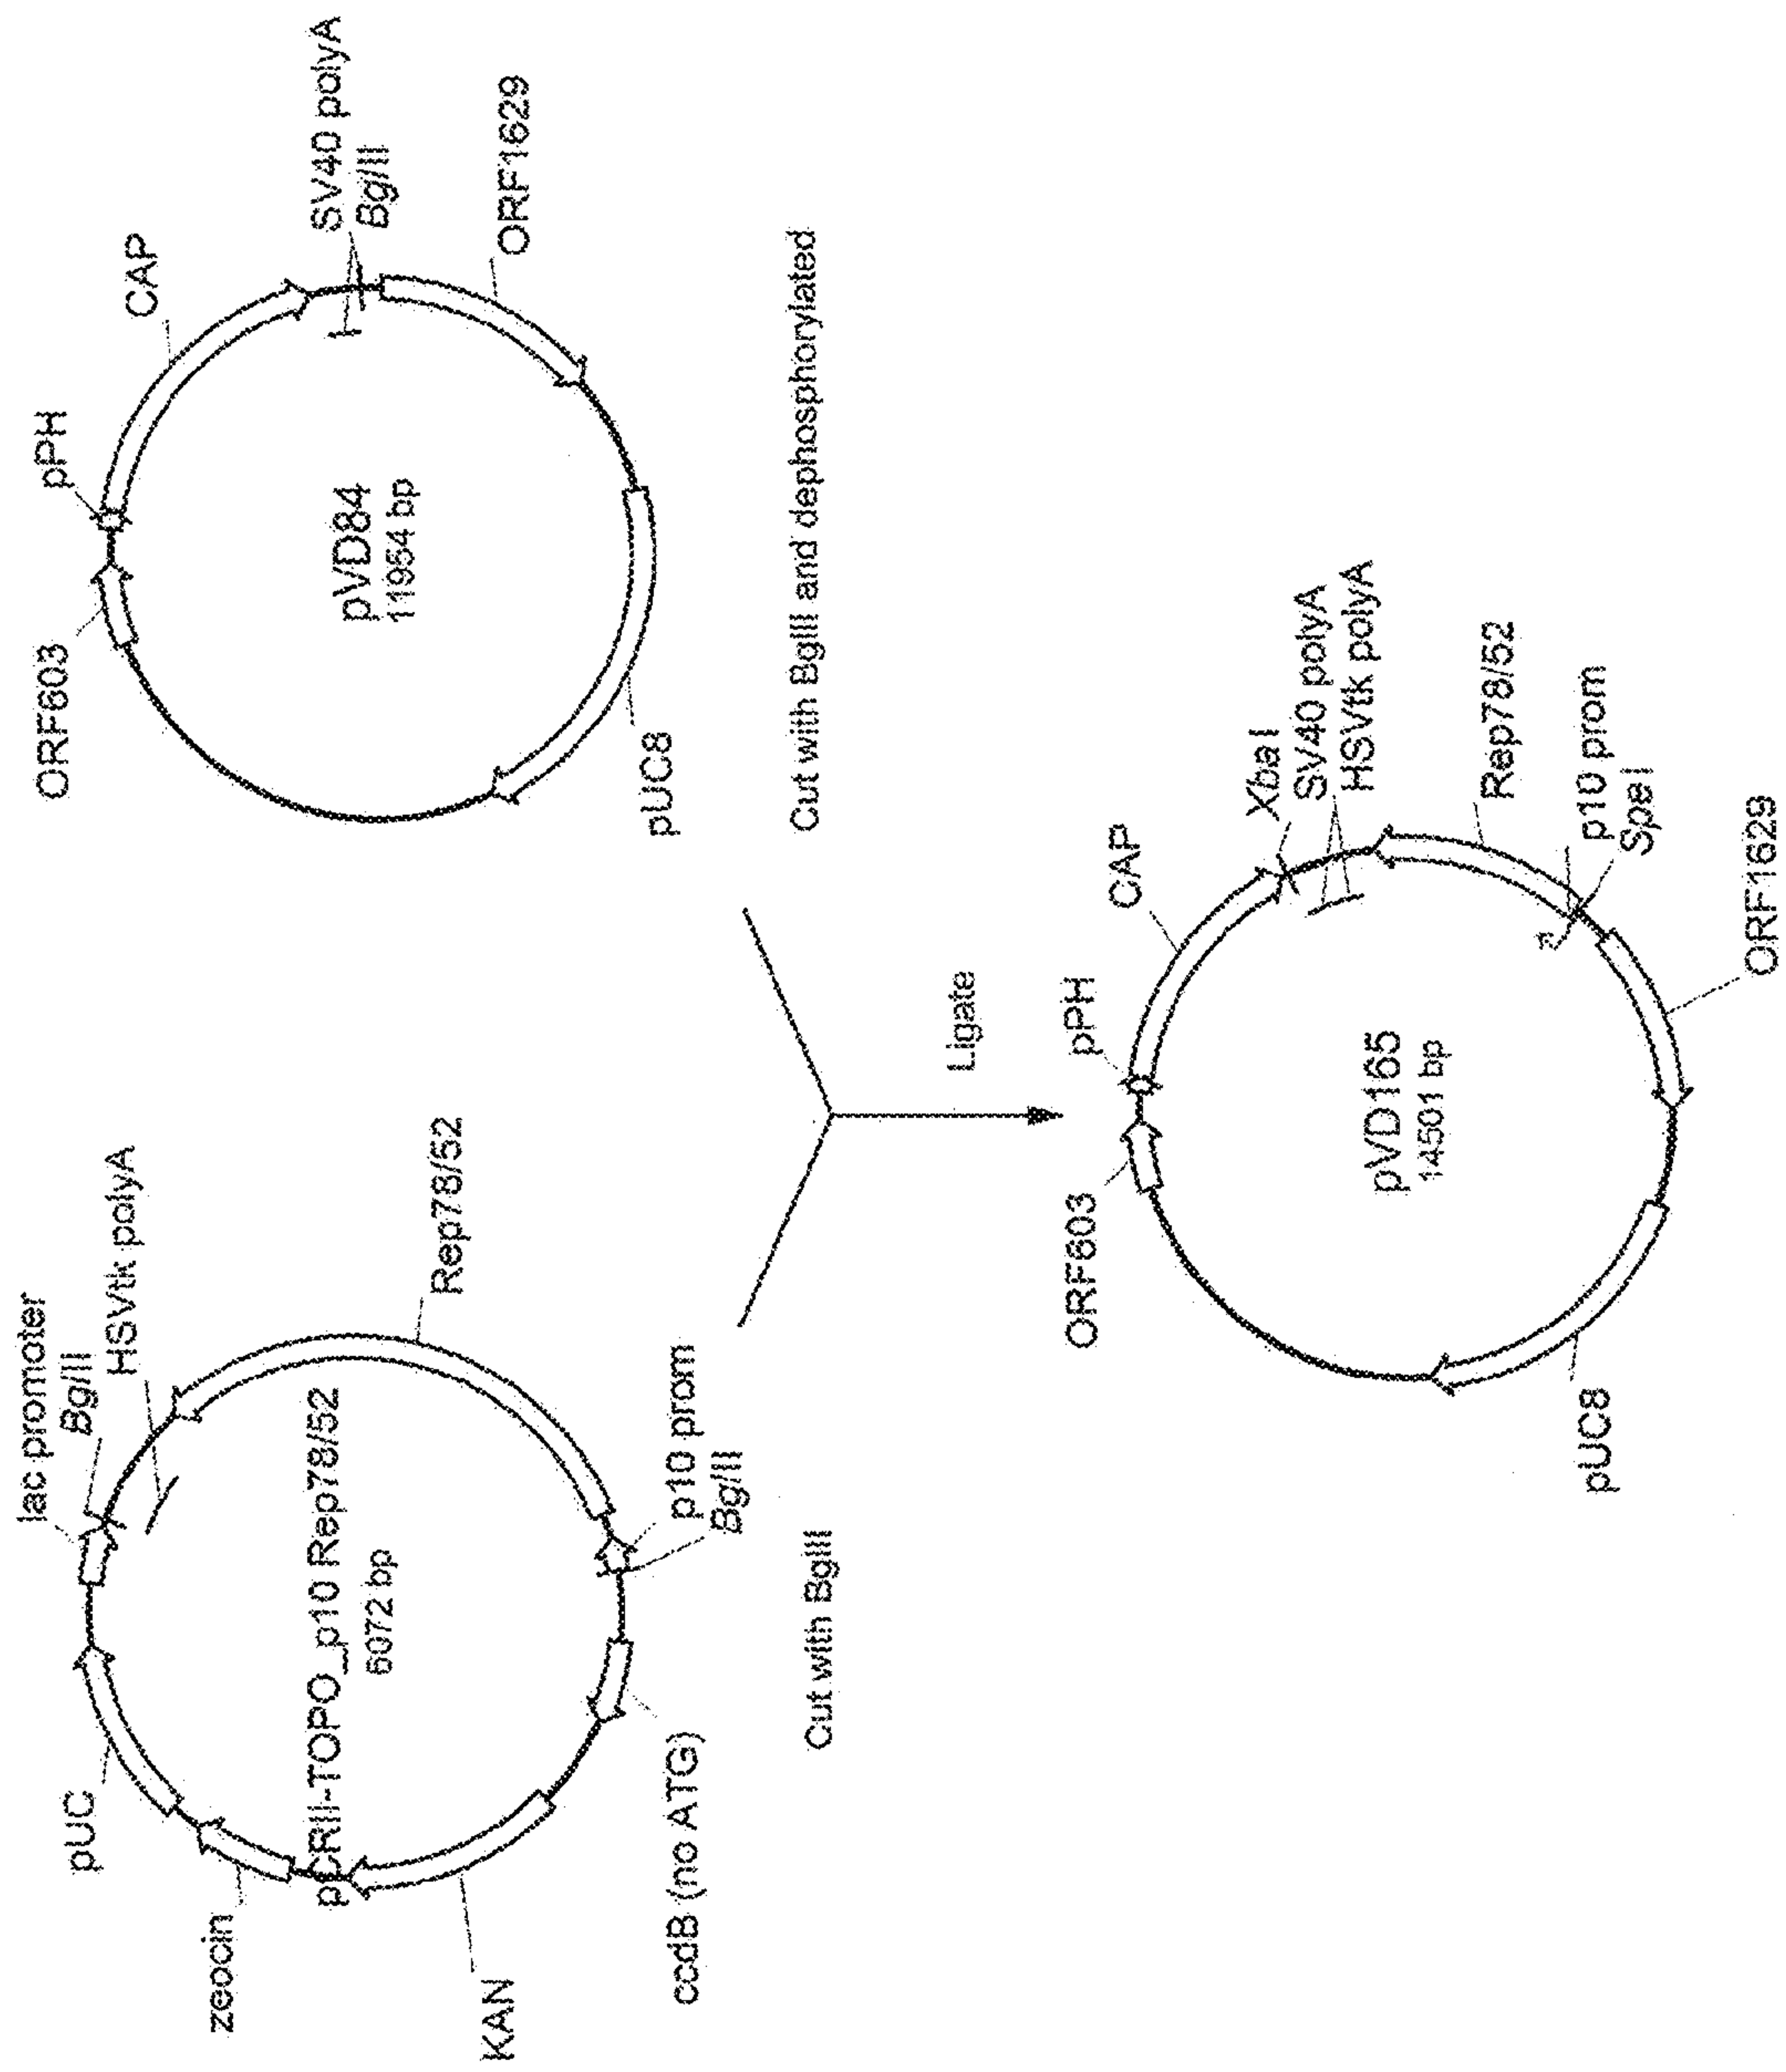 lac promoter
BglII
HSVtk polyA
Rep78/52
p10 prom
BglII
ccdB (no ATG)
KAN
zeocin
pUC
pCRII-TOPO_p10 Rep78/52
6072 bp
Cut with BglII
ORF603
pPH
CAP
SV40 polyA
BglII
ORF1629
pUC8
pVD84
11954 bp
Cut with BglII and dephosphorylated
Ligate
ORF603
pPH
CAP
XbaI
SV40 polyA
HSVtk polyA
Rep78/52
p10 prom
SpeI
ORF1629
pUC8
pVD165
14501 bp